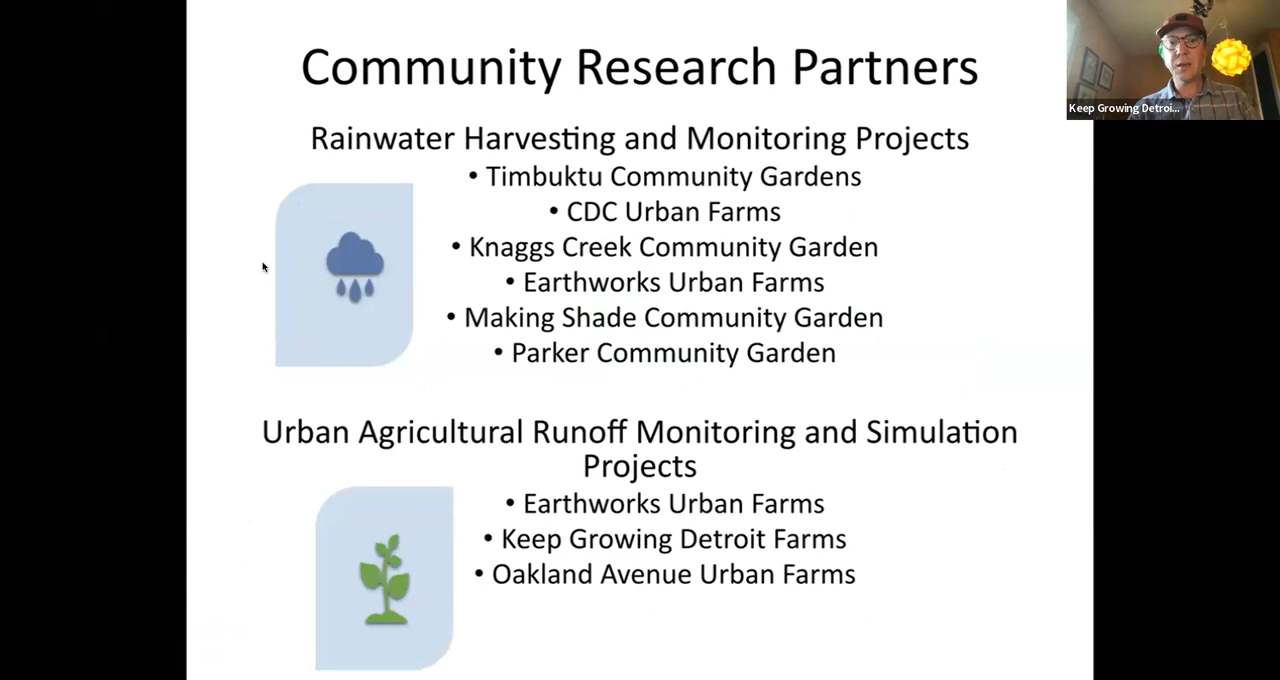 Community Research Partners
Rainwater Harvesting and Monitoring Projects
• Timbuktu Community Gardens
• CDC Urban Farms
• Knaggs Creek Community Garden
• Earthworks Urban Farms
• Making Shade Community Garden
• Parker Community Garden
Urban Agricultural Runoff Monitoring and Simulation
Projects
• Earthworks Urban Farms
• Keep Growing Detroit Farms
• Oakland Avenue Urban Farms
Keep Growing Detroi...